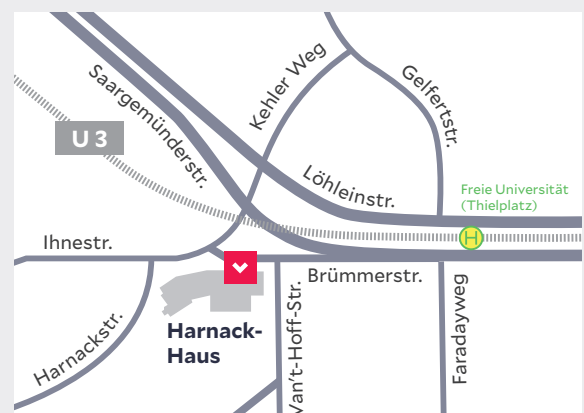 Kehler Weg
Saargemünderstr.
Gelfertstr.
U 3
Löhleinstr.
Freie Universität
(Thielplatz)
H
Ihnestr.
Brümmerstr.
Harnackstr.
Harnack-
Haus
Van't-Hoff-Str.
Faradayweg